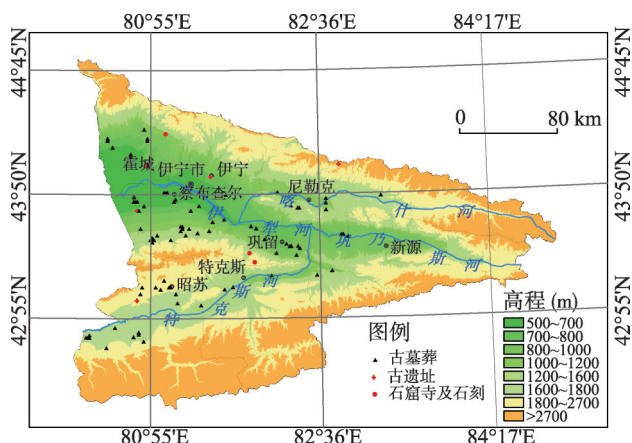 80°55′E 82°36′E 84°17′E
44°45′N
44°45′N
0 80 km
霍城
伊宁市
伊宁
察布查尔
尼勒克
43°50′N
43°50′N
喀什河
伊犁河
巩留
巩乃斯河
新源
特克斯
昭苏
特克斯河
42°55′N
42°55′N
图例
古墓葬
古遗址
石窟寺及石刻
高程 (m)
500~700
700~800
800~1000
1000~1200
1200~1600
1600~1800
1800~2700
>2700
80°55′E 82°36′E 84°17′E